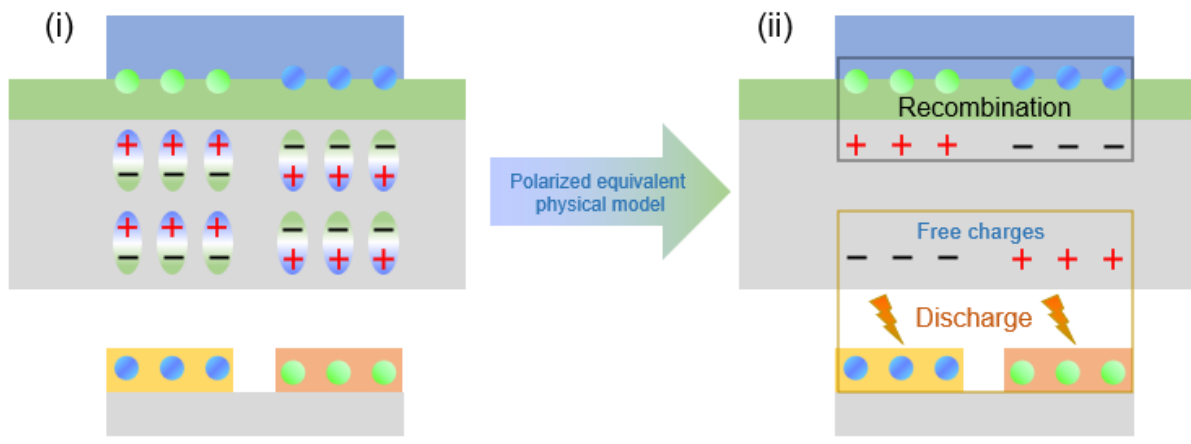 (i)
(ii)
Recombination
Polarized equivalent
physical model
Free charges
Discharge